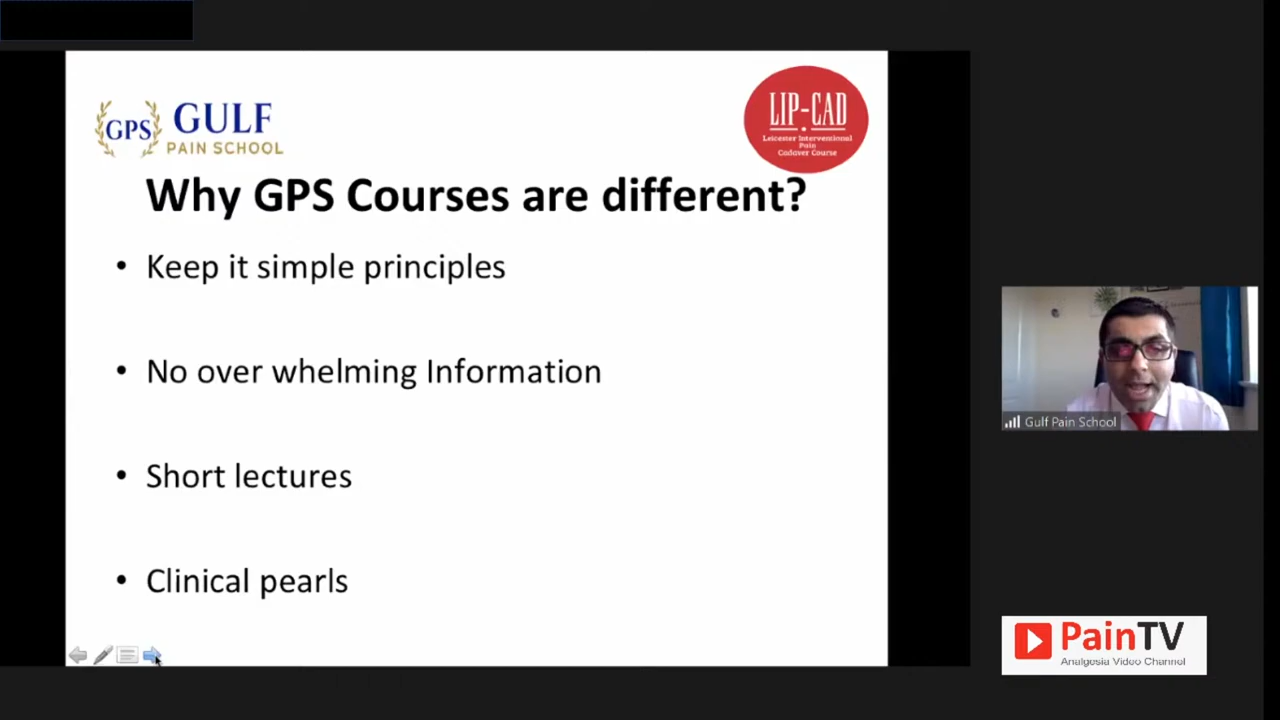 GPS GULF
PAIN SCHOOL
LIP-CAD
Leicester Interventional
Pain
Cadaver Course
Why GPS Courses are different?
• Keep it simple principles
• No over whelming Information
• Short lectures
• Clinical pearls
Gulf Pain School
PainTV
Analgesia Video Channel